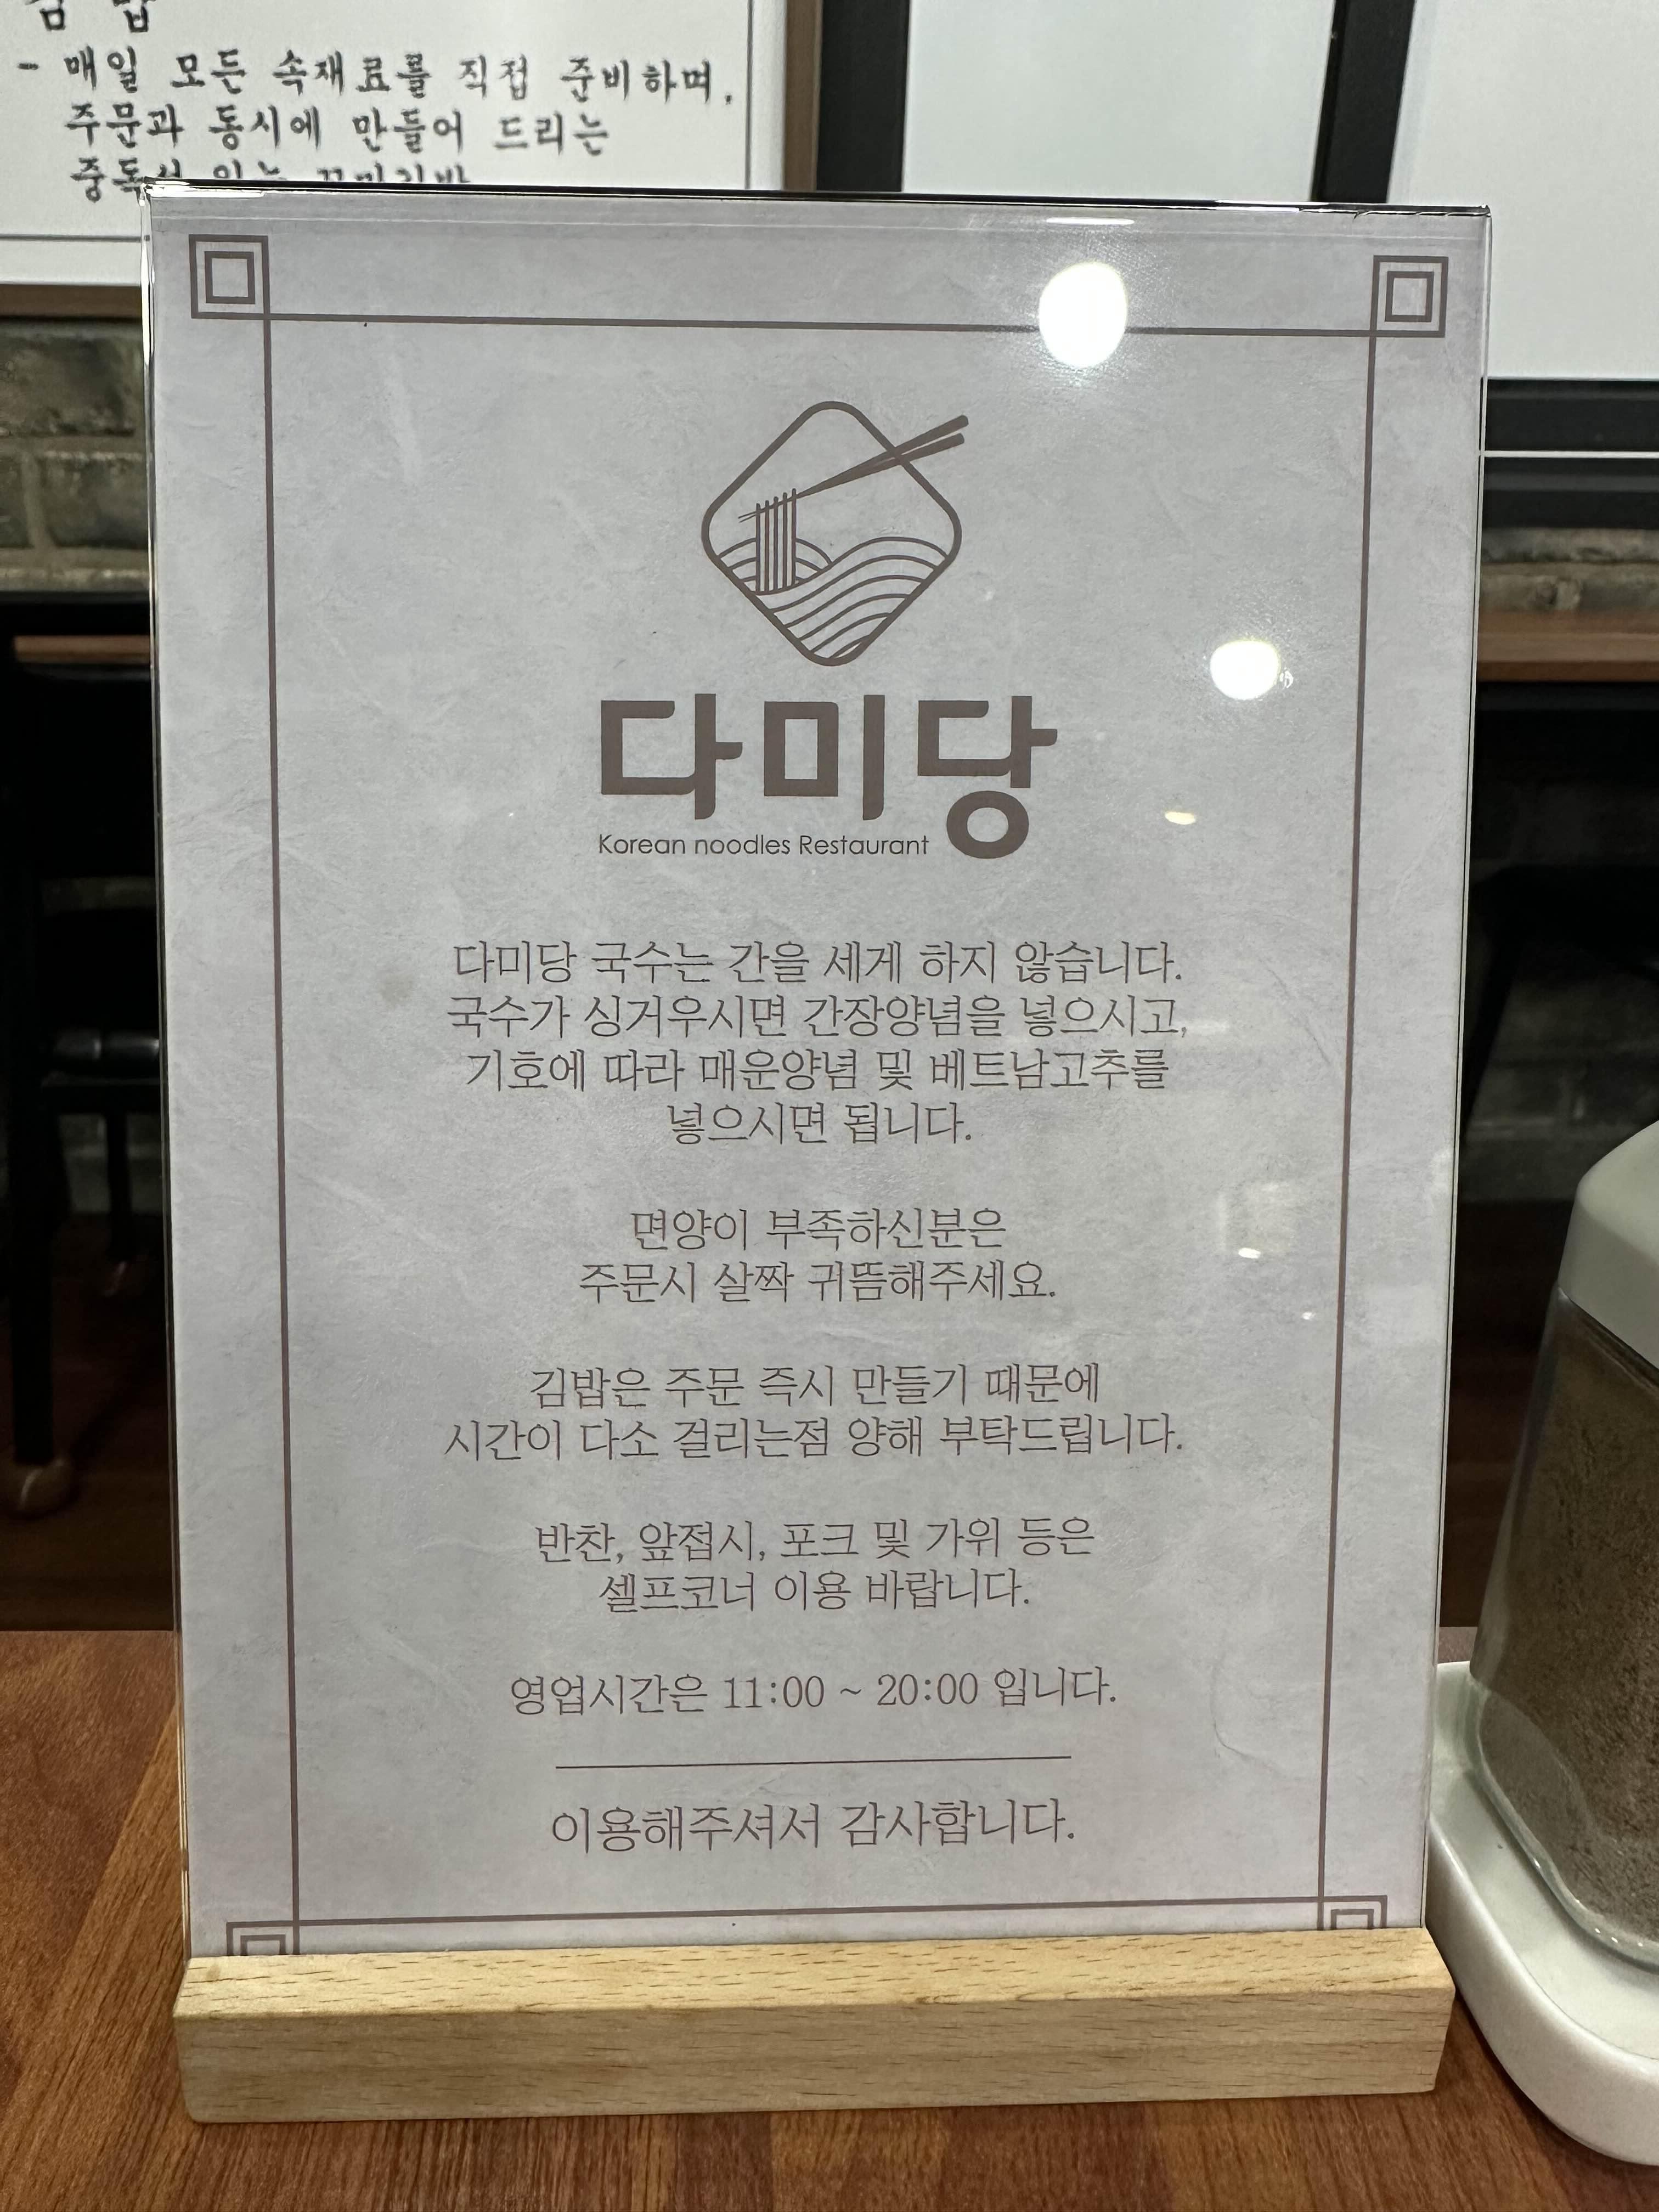 김 밥
- 매일 모든 속재료를 직접 준비하며,
주문과 동시에 만들어 드리는
다미당
Korean noodles Restaurant
다미당 국수는 간을 세게 하지 않습니다.
국수가 싱거우시면 간장양념을 넣으시고,
기호에 따라 매운양념 및 베트남고추를
넣으시면 됩니다.
면양이 부족하신분은
주문시 살짝 귀뜸해주세요.
김밥은 주문 즉시 만들기 때문에
시간이 다소 걸리는점 양해 부탁드립니다.
반찬, 앞접시, 포크 및 가위 등은
셀프코너 이용 바랍니다.
영업시간은 11:00 ~ 20:00 입니다.
이용해주셔서 감사합니다.